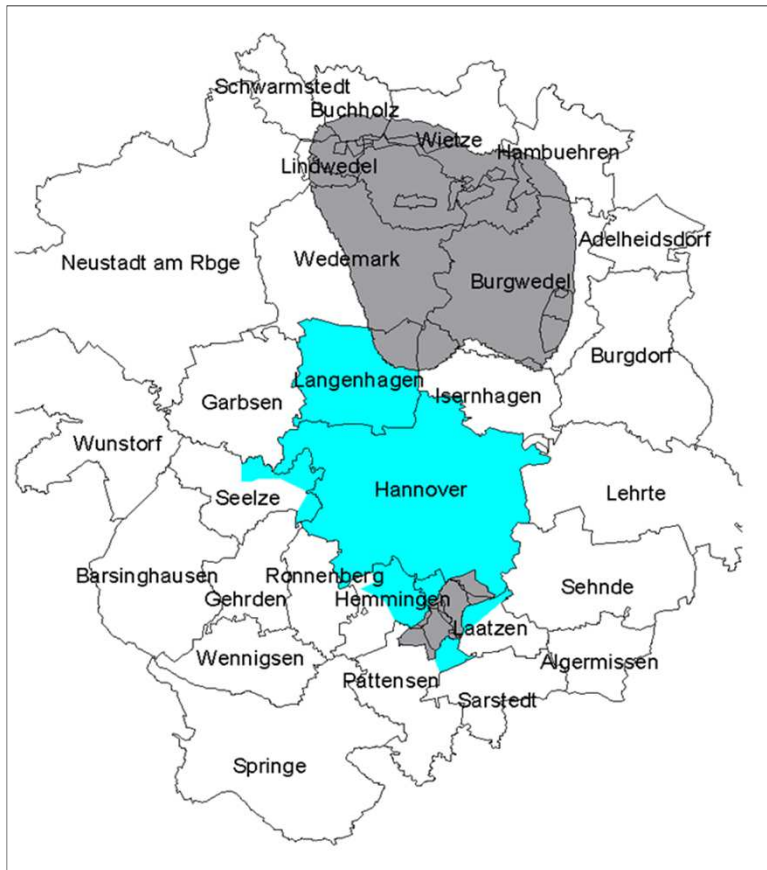 Schwarmstedt
Buchholz
Wietze
Hambuehren
Lindwedel
Adelheidsdorf
Neustadt am Rbge
Wedemark
Burgwedel
Burgdorf
Langenhagen
Isernhagen
Garbsen
Wunstorf
Hannover
Seelze
Lehrte
Barsinghausen
Ronnenberg
Sehnde
Gehrden
Hemmingen
Laatzen
Wennigsen
Algermissen
Pattensen
Sarstedt
Springe